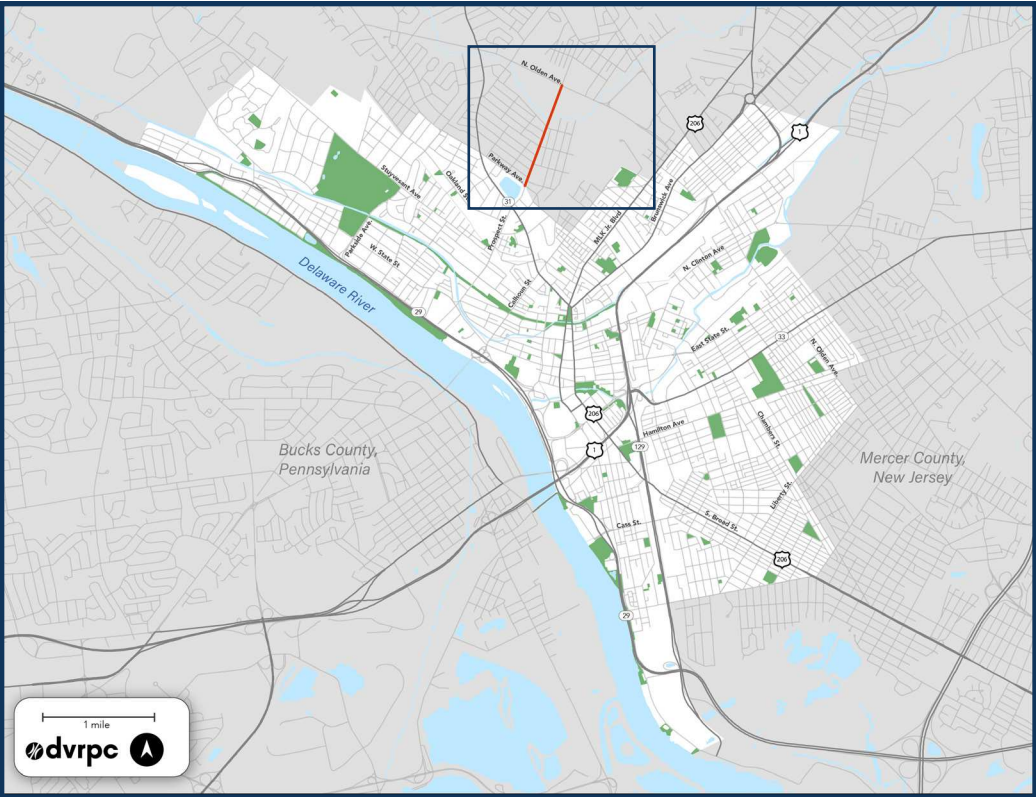 N. Olden Ave.
Parkway Ave.
31
206
1
Stuyvesant Ave
Oakland St.
Prospect St.
MLK Jr. Blvd
Brunswick Ave
Parkside Ave.
W. State St
Calhoun St
N. Clinton Ave
Delaware River
29
East State St.
33
N. Olden Ave.
206
1
Hamilton Ave
129
Chambers St.
Bucks County,
Pennsylvania
Mercer County,
New Jersey
Liberty St.
S. Broad St.
Cass St.
206
29
1 mile
dvrpc